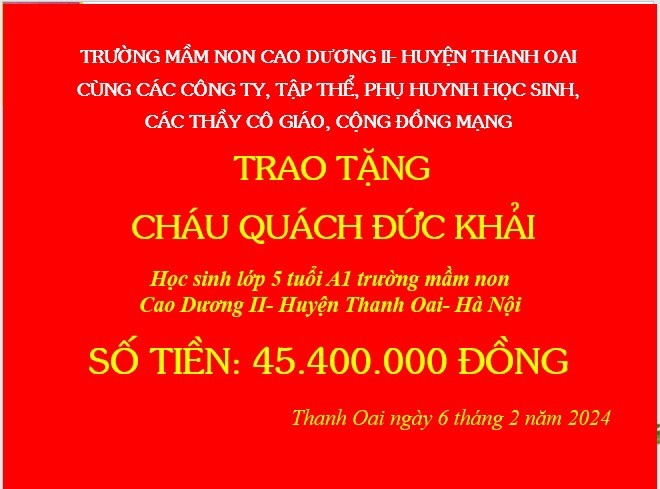 TRƯỜNG MẦM NON CAO DƯƠNG II- HUYỆN THANH OAI
CÙNG CÁC CÔNG TY, TẬP THỂ, PHỤ HUYNH HỌC SINH,
CÁC THẦY CÔ GIÁO, CỘNG ĐỒNG MẠNG
TRAO TẶNG
CHÁU QUÁCH ĐỨC KHẢI
Học sinh lớp 5 tuổi A1 trường mầm non
Cao Dương II- Huyện Thanh Oai- Hà Nội
SỐ TIỀN: 45.400.000 ĐỒNG
Thanh Oai ngày 6 tháng 2 năm 2024